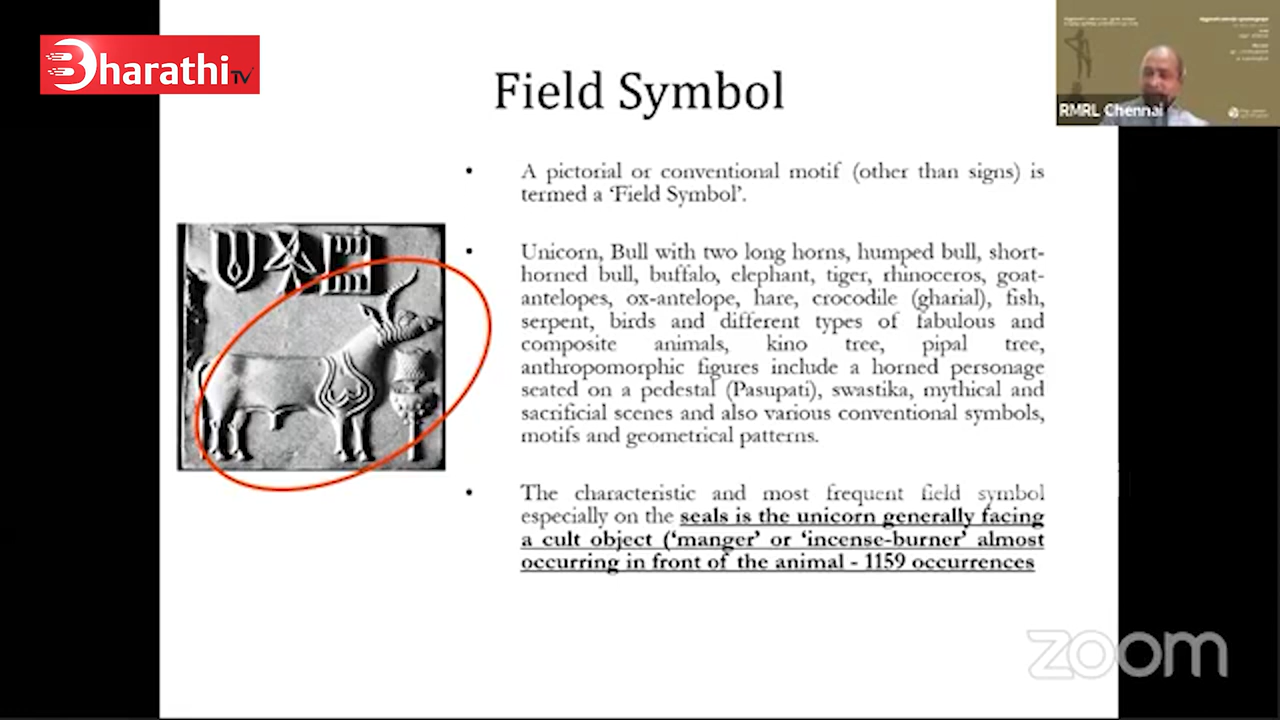 Bharathi TV
Field Symbol
RMRL Chennai
• A pictorial or conventional motif (other than signs) is
termed a ‘Field Symbol’.
• Unicorn, Bull with two long horns, humped bull, short-
horned bull, buffalo, elephant, tiger, rhinoceros, goat-
antelopes, ox-antelope, hare, crocodile (gharial), fish,
serpent, birds and different types of fabulous and
composite animals, kino tree, pipal tree,
anthropomorphic figures include a horned personage
seated on a pedestal (Pasupati), swastika, mythical and
sacrificial scenes and also various conventional symbols,
motifs and geometrical patterns.
• The characteristic and most frequent field symbol
especially on the seals is the unicorn generally facing
a cult object (‘manger’ or ‘incense-burner’ almost
occurring in front of the animal - 1159 occurrences
zoom